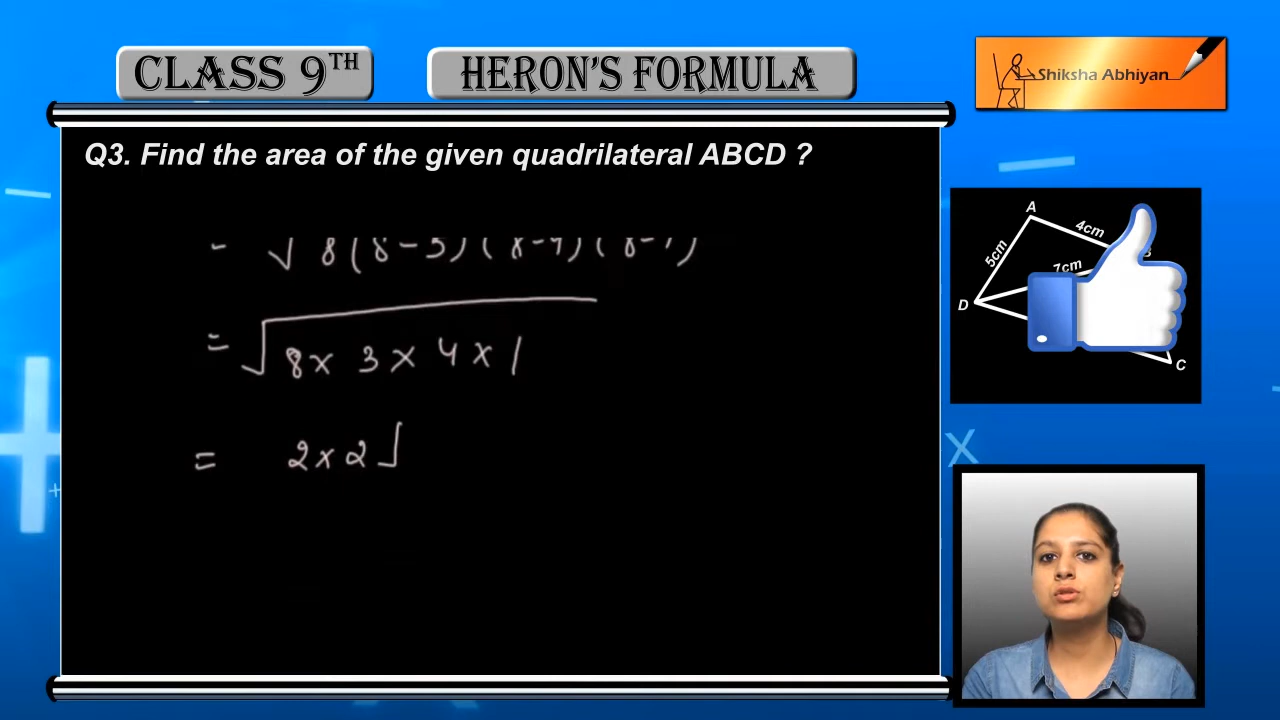 CLASS 9TH
HERON'S FORMULA
Shiksha Abhiyan
Q3. Find the area of the given quadrilateral ABCD ?
= √ 8(8-5)(8-4)(8-7)
= √ 8 x 3 x 4 x 1
= 2 x 2 √
A
4cm
5cm
7cm
B
D
C